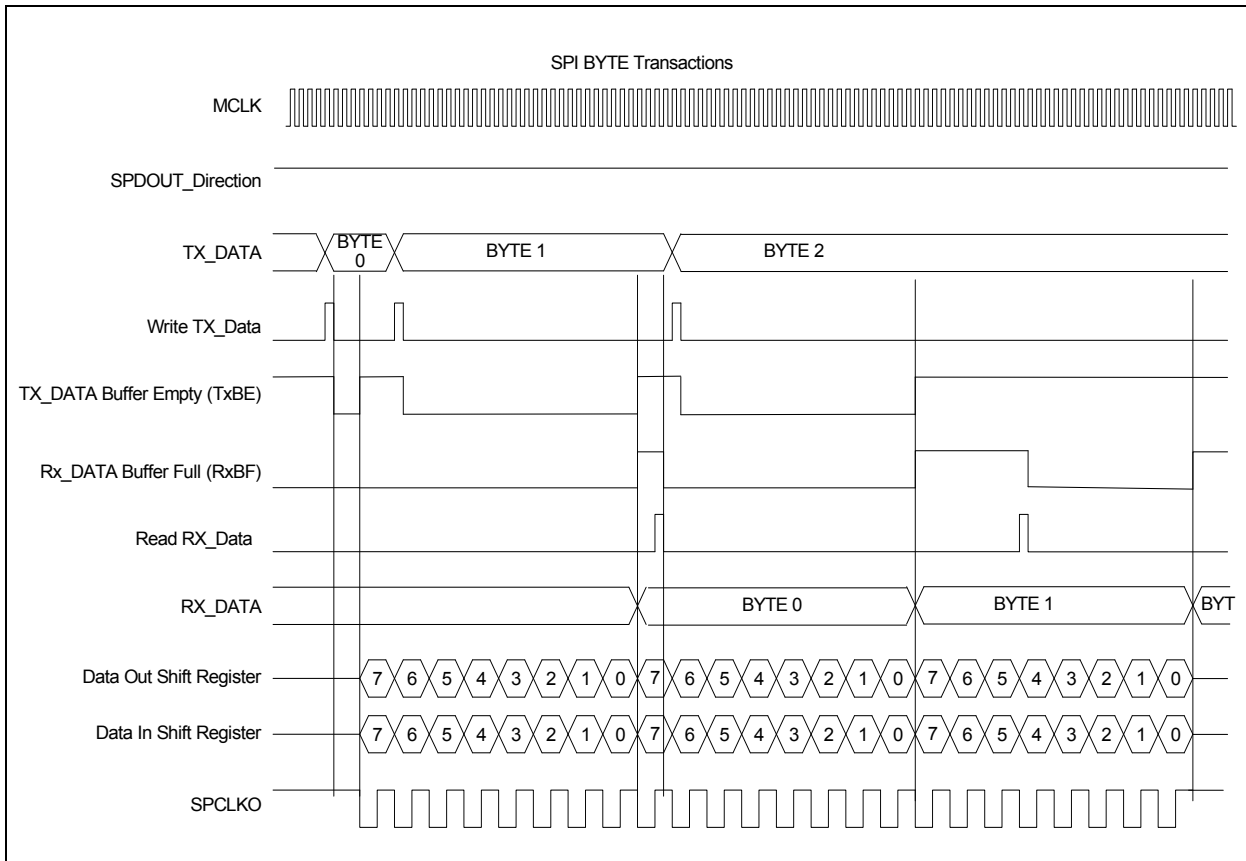 SPI BYTE Transactions
MCLK
SPDOUT_Direction
TX_DATA
BYTE
0
BYTE 1
BYTE 2
Write TX_Data
TX_DATA Buffer Empty (TxBE)
Rx_DATA Buffer Full (RxBF)
Read RX_Data
RX_DATA
BYTE 0
BYTE 1
BYT
Data Out Shift Register
7 6 5 4 3 2 1 0 7 6 5 4 3 2 1 0 7 6 5 4 3 2 1 0
Data In Shift Register
7 6 5 4 3 2 1 0 7 6 5 4 3 2 1 0 7 6 5 4 3 2 1 0
SPCLKO